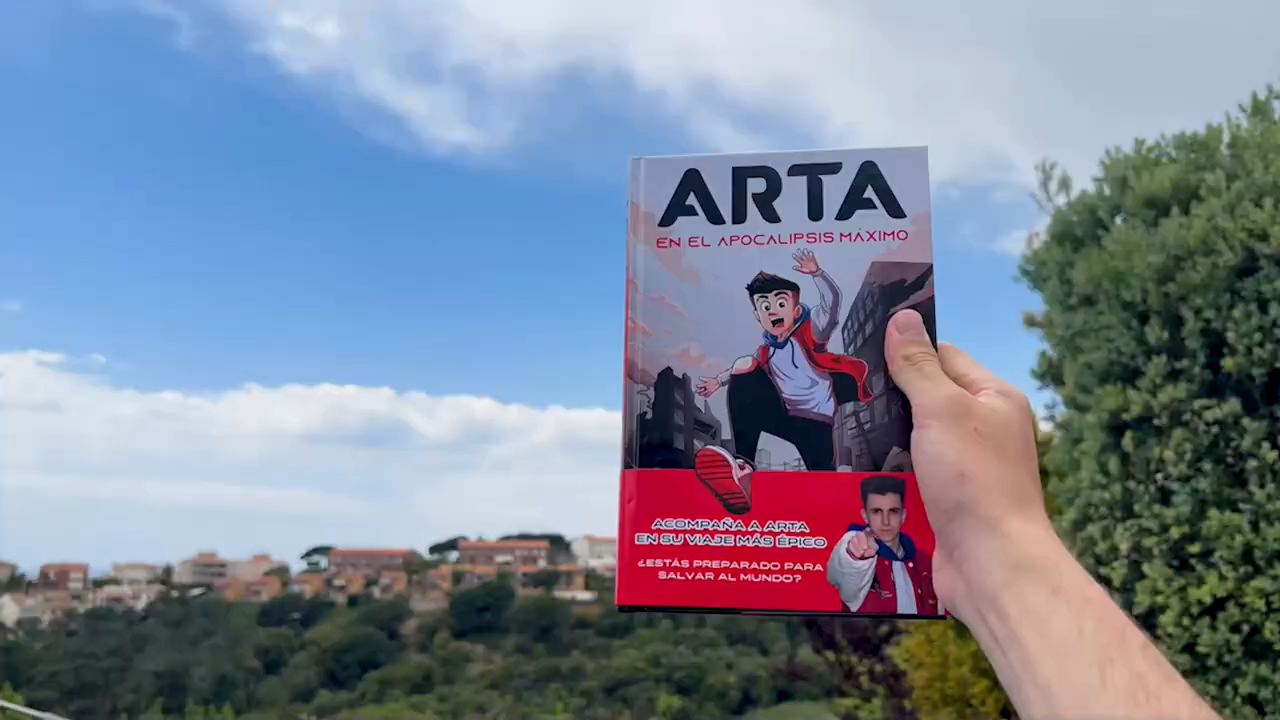 ARTA
EN EL APOCALIPSIS MÁXIMO
ACOMPAÑA A ARTA
EN SU VIAJE MÁS ÉPICO
¿ESTÁS PREPARADO PARA
SALVAR AL MUNDO?